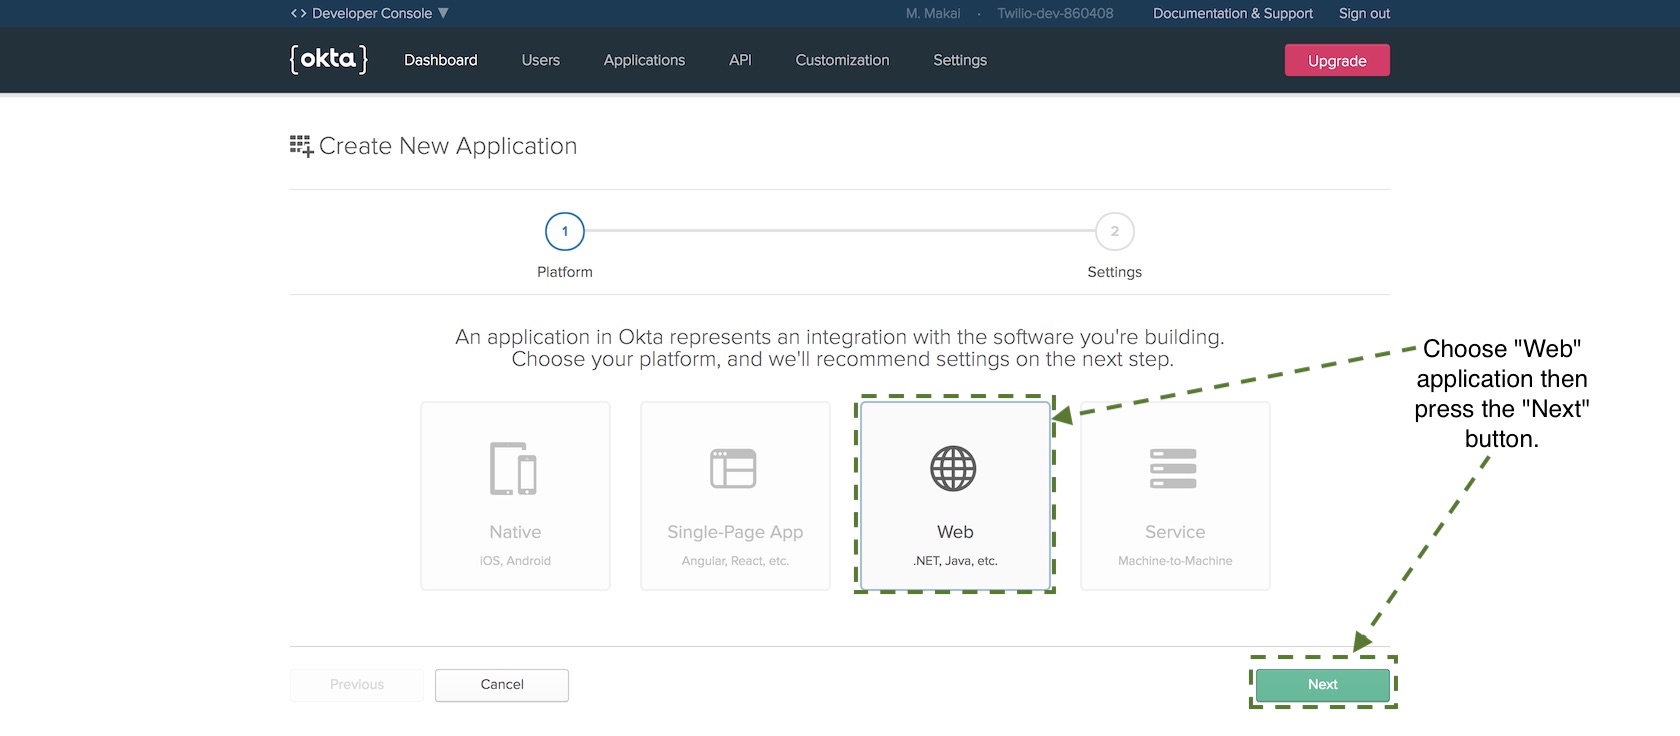 <> Developer Console ▼
M. Makai · Twilio-dev-860408
Documentation & Support
Sign out
{okta}
Dashboard
Users
Applications
API
Customization
Settings
Upgrade
Create New Application
1
2
Platform
Settings
An application in Okta represents an integration with the software you're building.
Choose your platform, and we'll recommend settings on the next step.
Choose "Web"
application then
press the "Next"
button.
Native
iOS, Android
Single-Page App
Angular, React, etc.
Web
.NET, Java, etc.
Service
Machine-to-Machine
Previous
Cancel
Next